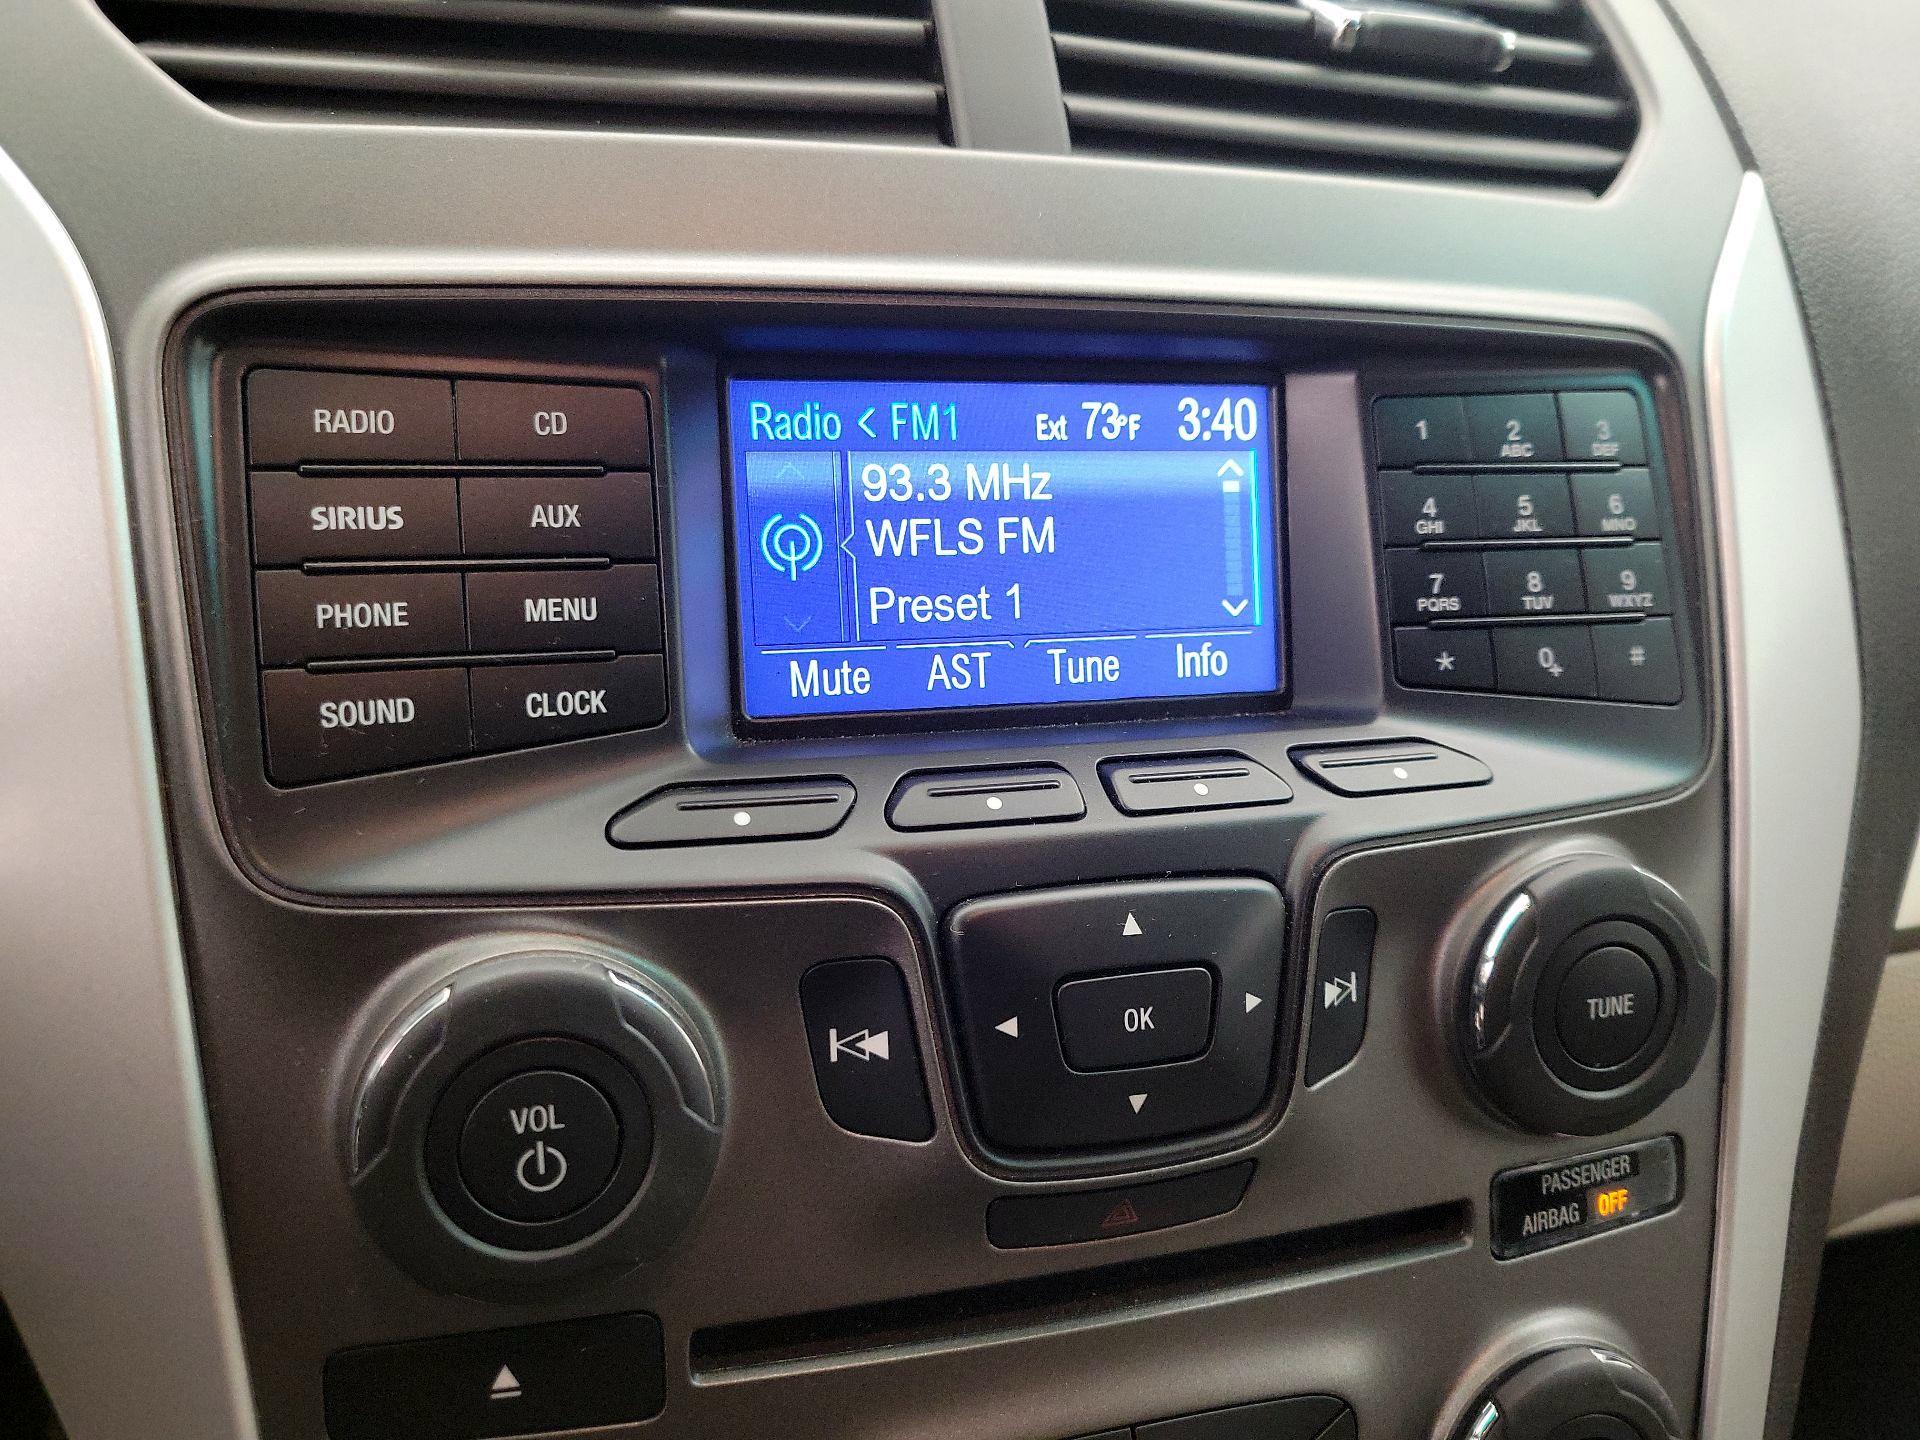 Radio < FM1 Ext 73°F 3:40
93.3 MHz
WFLS FM
Preset 1
Mute AST Tune Info
RADIO CD
SIRIUS AUX
PHONE MENU
SOUND CLOCK
1 2 ABC 3 DEF
4 GHI 5 JKL 6 MNO
7 PQRS 8 TUV 9 WXYZ
* 0+ #
VOL
OK
TUNE
PASSENGER
AIRBAG OFF